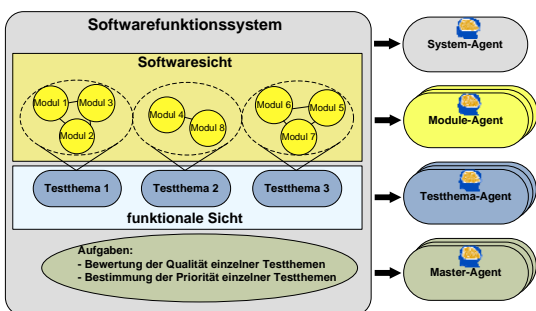 Softwarefunktionssystem
Softwaresicht
Modul 1
Modul 3
Modul 2
Modul 4
Modul 8
Modul 6
Modul 5
Modul 7
Testthema 1
Testthema 2
Testthema 3
funktionale Sicht
Aufgaben:
- Bewertung der Qualität einzelner Testthemen
- Bestimmung der Priorität einzelner Testthemen
System-Agent
Module-Agent
Testthema-Agent
Master-Agent